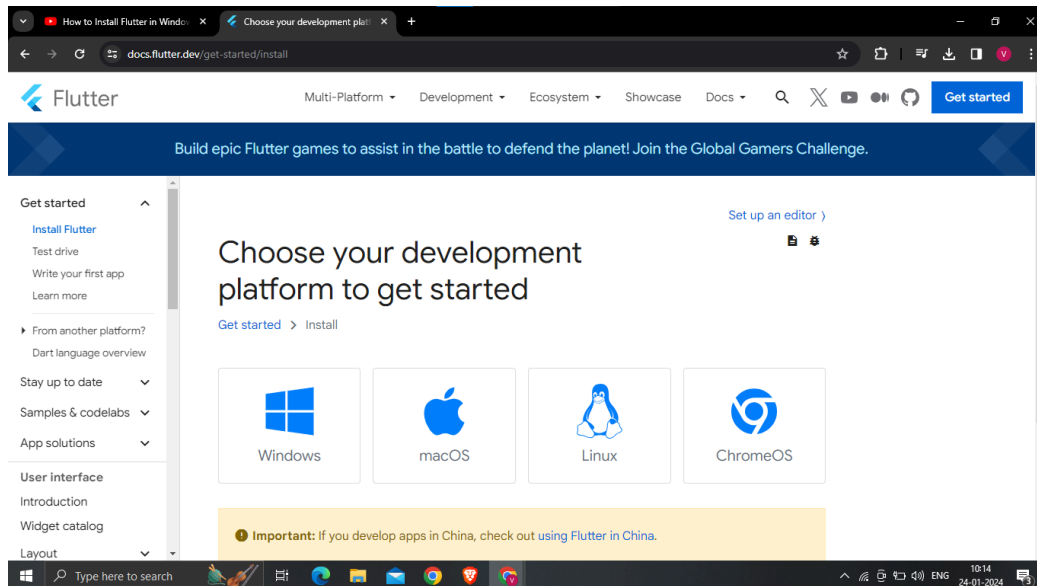 How to Install Flutter in Window
Choose your development platf
docs.flutter.dev/get-started/install
V
Flutter
Multi-Platform
Development
Ecosystem
Showcase
Docs
Get started
Build epic Flutter games to assist in the battle to defend the planet! Join the Global Gamers Challenge.
Get started
Install Flutter
Test drive
Write your first app
Learn more
From another platform?
Dart language overview
Stay up to date
Samples & codelabs
App solutions
User interface
Introduction
Widget catalog
Layout
Set up an editor
Choose your development
platform to get started
Get started > Install
Windows
macOS
Linux
ChromeOS
Important: If you develop apps in China, check out using Flutter in China.
Type here to search
ENG
10:14
24-01-2024
3